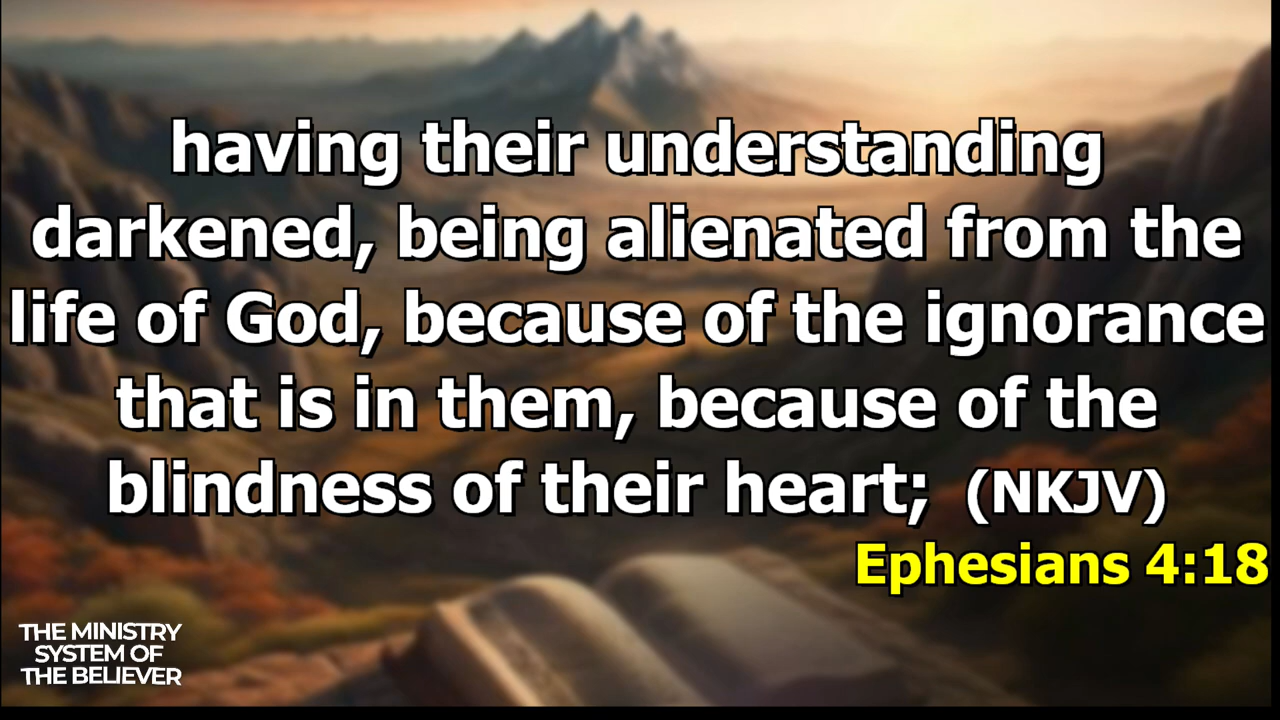 having their understanding
darkened, being alienated from the
life of God, because of the ignorance
that is in them, because of the
blindness of their heart; (NKJV)
Ephesians 4:18
THE MINISTRY
SYSTEM OF
THE BELIEVER